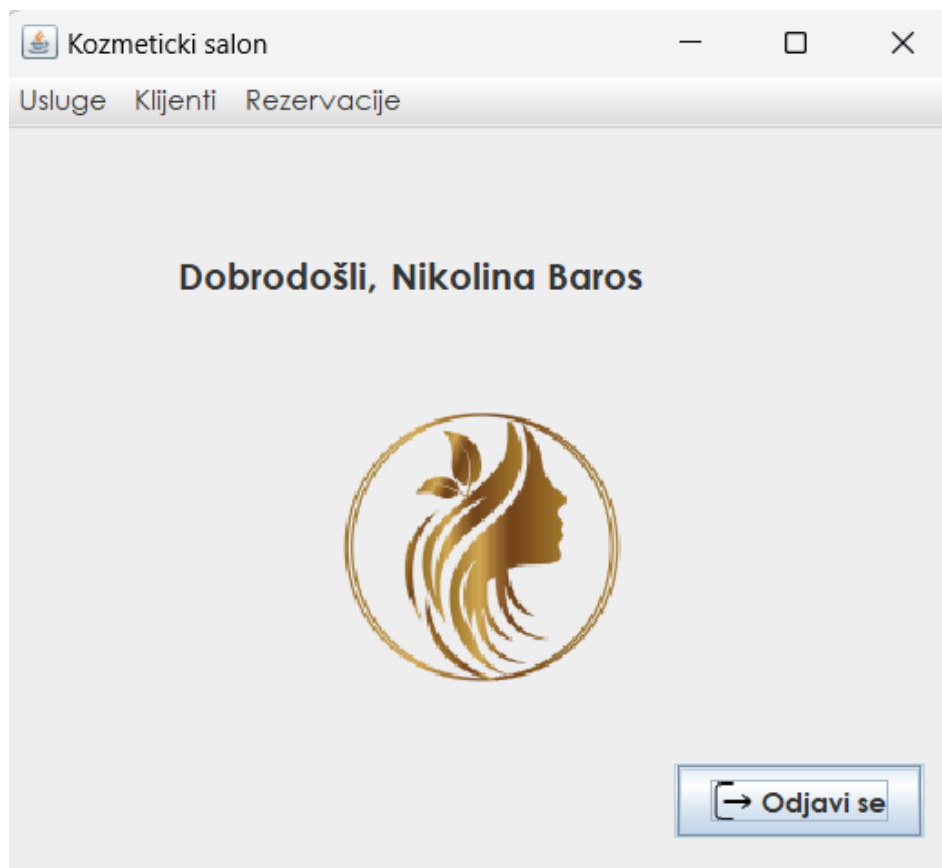 Kozmeticki salon
Usluge Klijenti Rezervacije
Dobrodošli, Nikolina Baros
Odjavi se